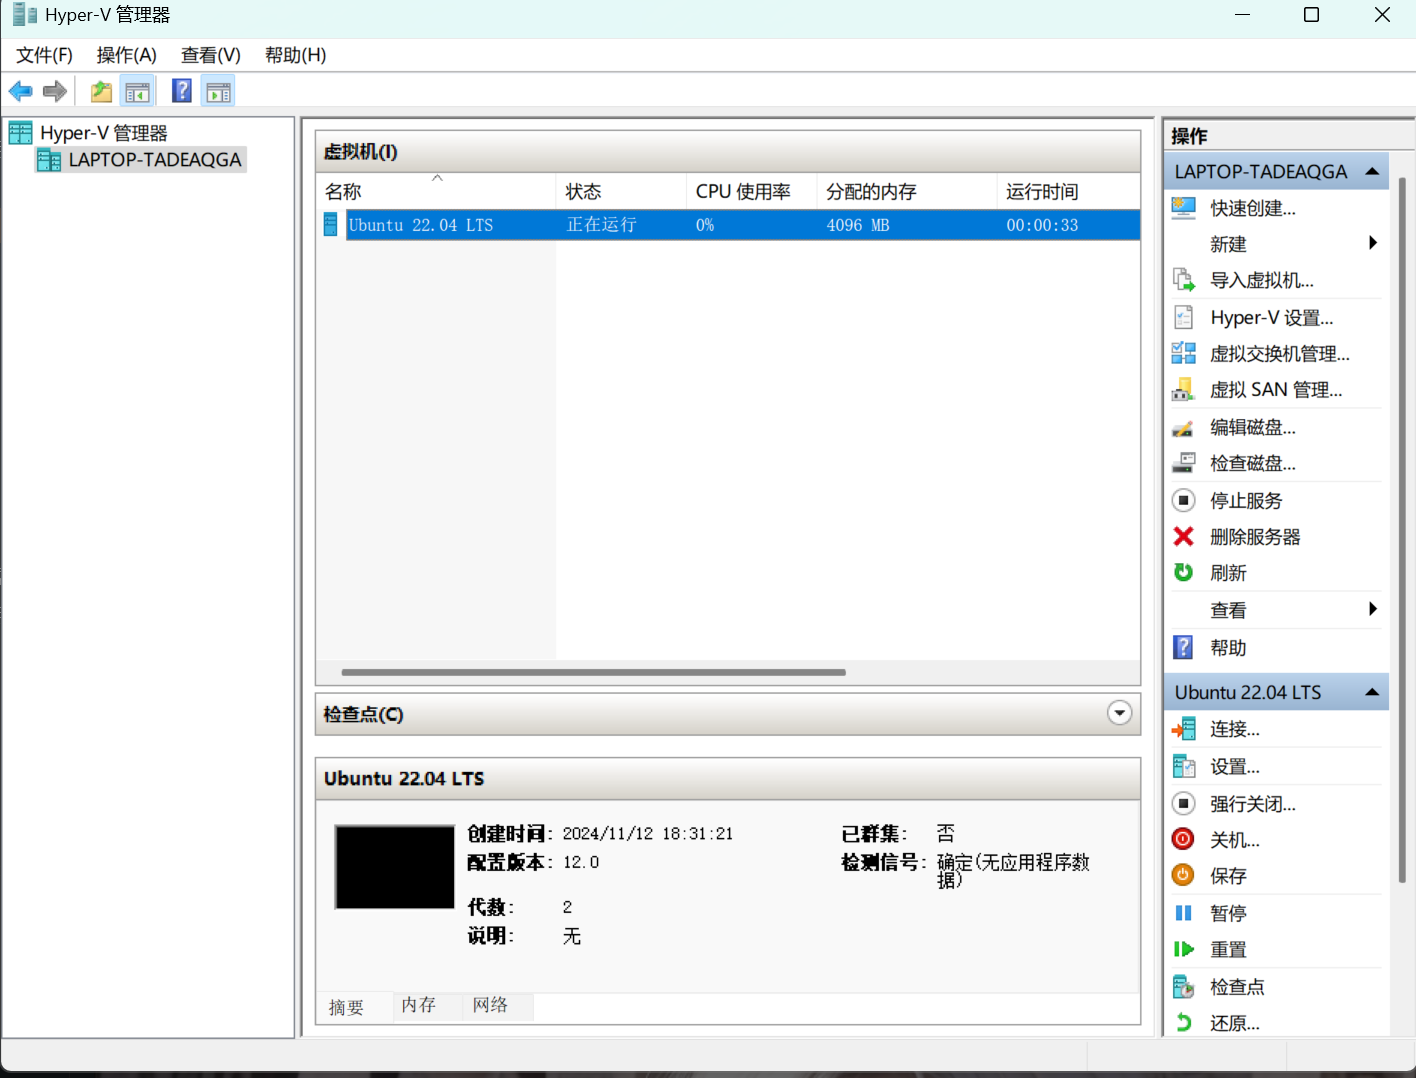 Hyper-V 管理器
文件(F) 操作(A) 查看(V) 帮助(H)
Hyper-V 管理器
LAPTOP-TADEAQGA
虚拟机(I)
名称 状态 CPU 使用率 分配的内存 运行时间
Ubuntu 22.04 LTS 正在运行 0% 4096 MB 00:00:33
检查点(C)
Ubuntu 22.04 LTS
创建时间: 2024/11/12 18:31:21 已群集: 否
配置版本: 12.0 检测信号: 确定(无应用程序数
据)
代数: 2
说明: 无
摘要 内存 网络
操作
LAPTOP-TADEAQGA
快速创建...
新建
导入虚拟机...
Hyper-V 设置...
虚拟交换机管理...
虚拟 SAN 管理...
编辑磁盘...
检查磁盘...
停止服务
删除服务器
刷新
查看
帮助
Ubuntu 22.04 LTS
连接...
设置...
强行关闭...
关机...
保存
暂停
重置
检查点
还原...